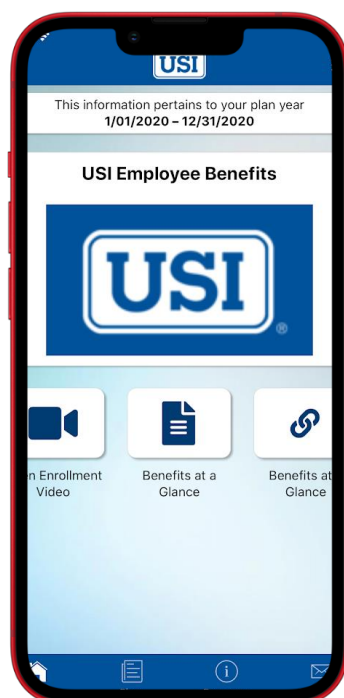 USI
This information pertains to your plan year
1/01/2020 – 12/31/2020
USI Employee Benefits
USI
®
n Enrollment
Video
Benefits at a
Glance
Benefits at
Glance